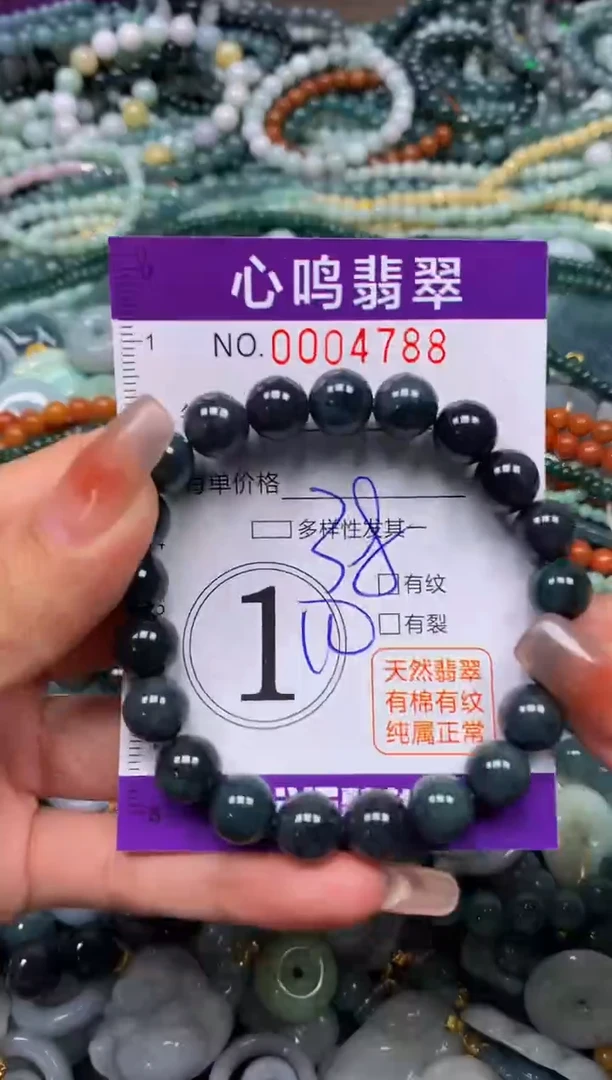 心鸣翡翠
NO.0004788
1
单价格
38
多样性发其一
有纹
10
有裂
1
天然翡翠
有棉有纹
纯属正常